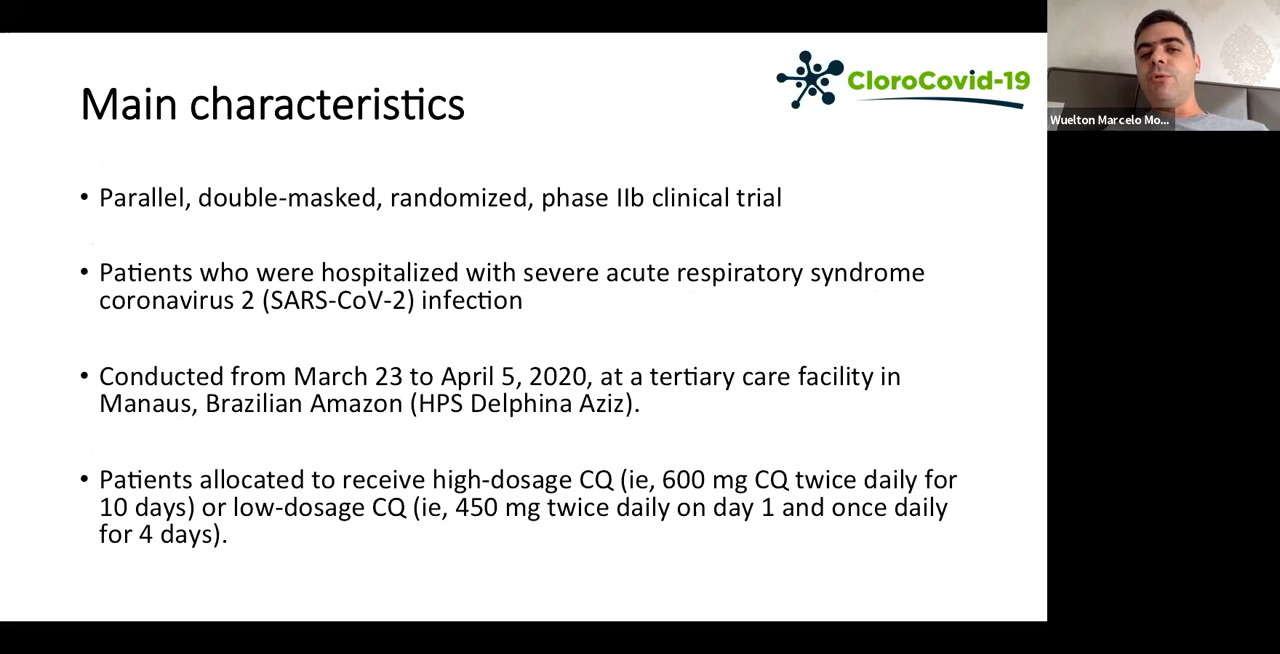 Main characteristics
CloroCovid-19
Wuelton Marcelo Mo...
• Parallel, double-masked, randomized, phase IIb clinical trial
• Patients who were hospitalized with severe acute respiratory syndrome
coronavirus 2 (SARS-CoV-2) infection
• Conducted from March 23 to April 5, 2020, at a tertiary care facility in
Manaus, Brazilian Amazon (HPS Delphina Aziz).
• Patients allocated to receive high-dosage CQ (ie, 600 mg CQ twice daily for
10 days) or low-dosage CQ (ie, 450 mg twice daily on day 1 and once daily
for 4 days).